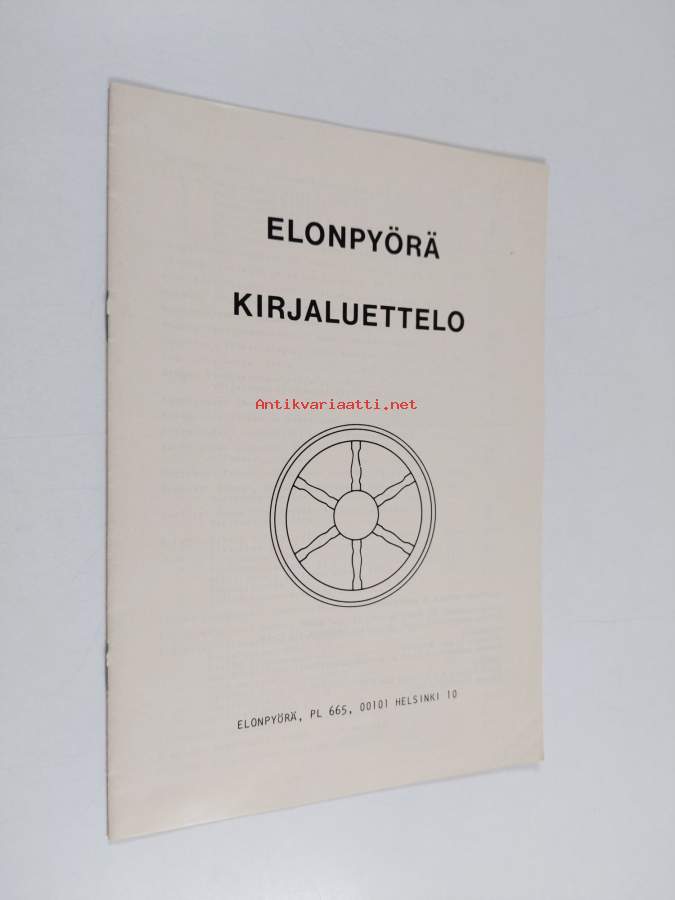 ELONPYÖRÄ
KIRJALUETTELO
Antikvariaatti.net
ELONPYÖRÄ, PL 665, 00101 HELSINKI 10